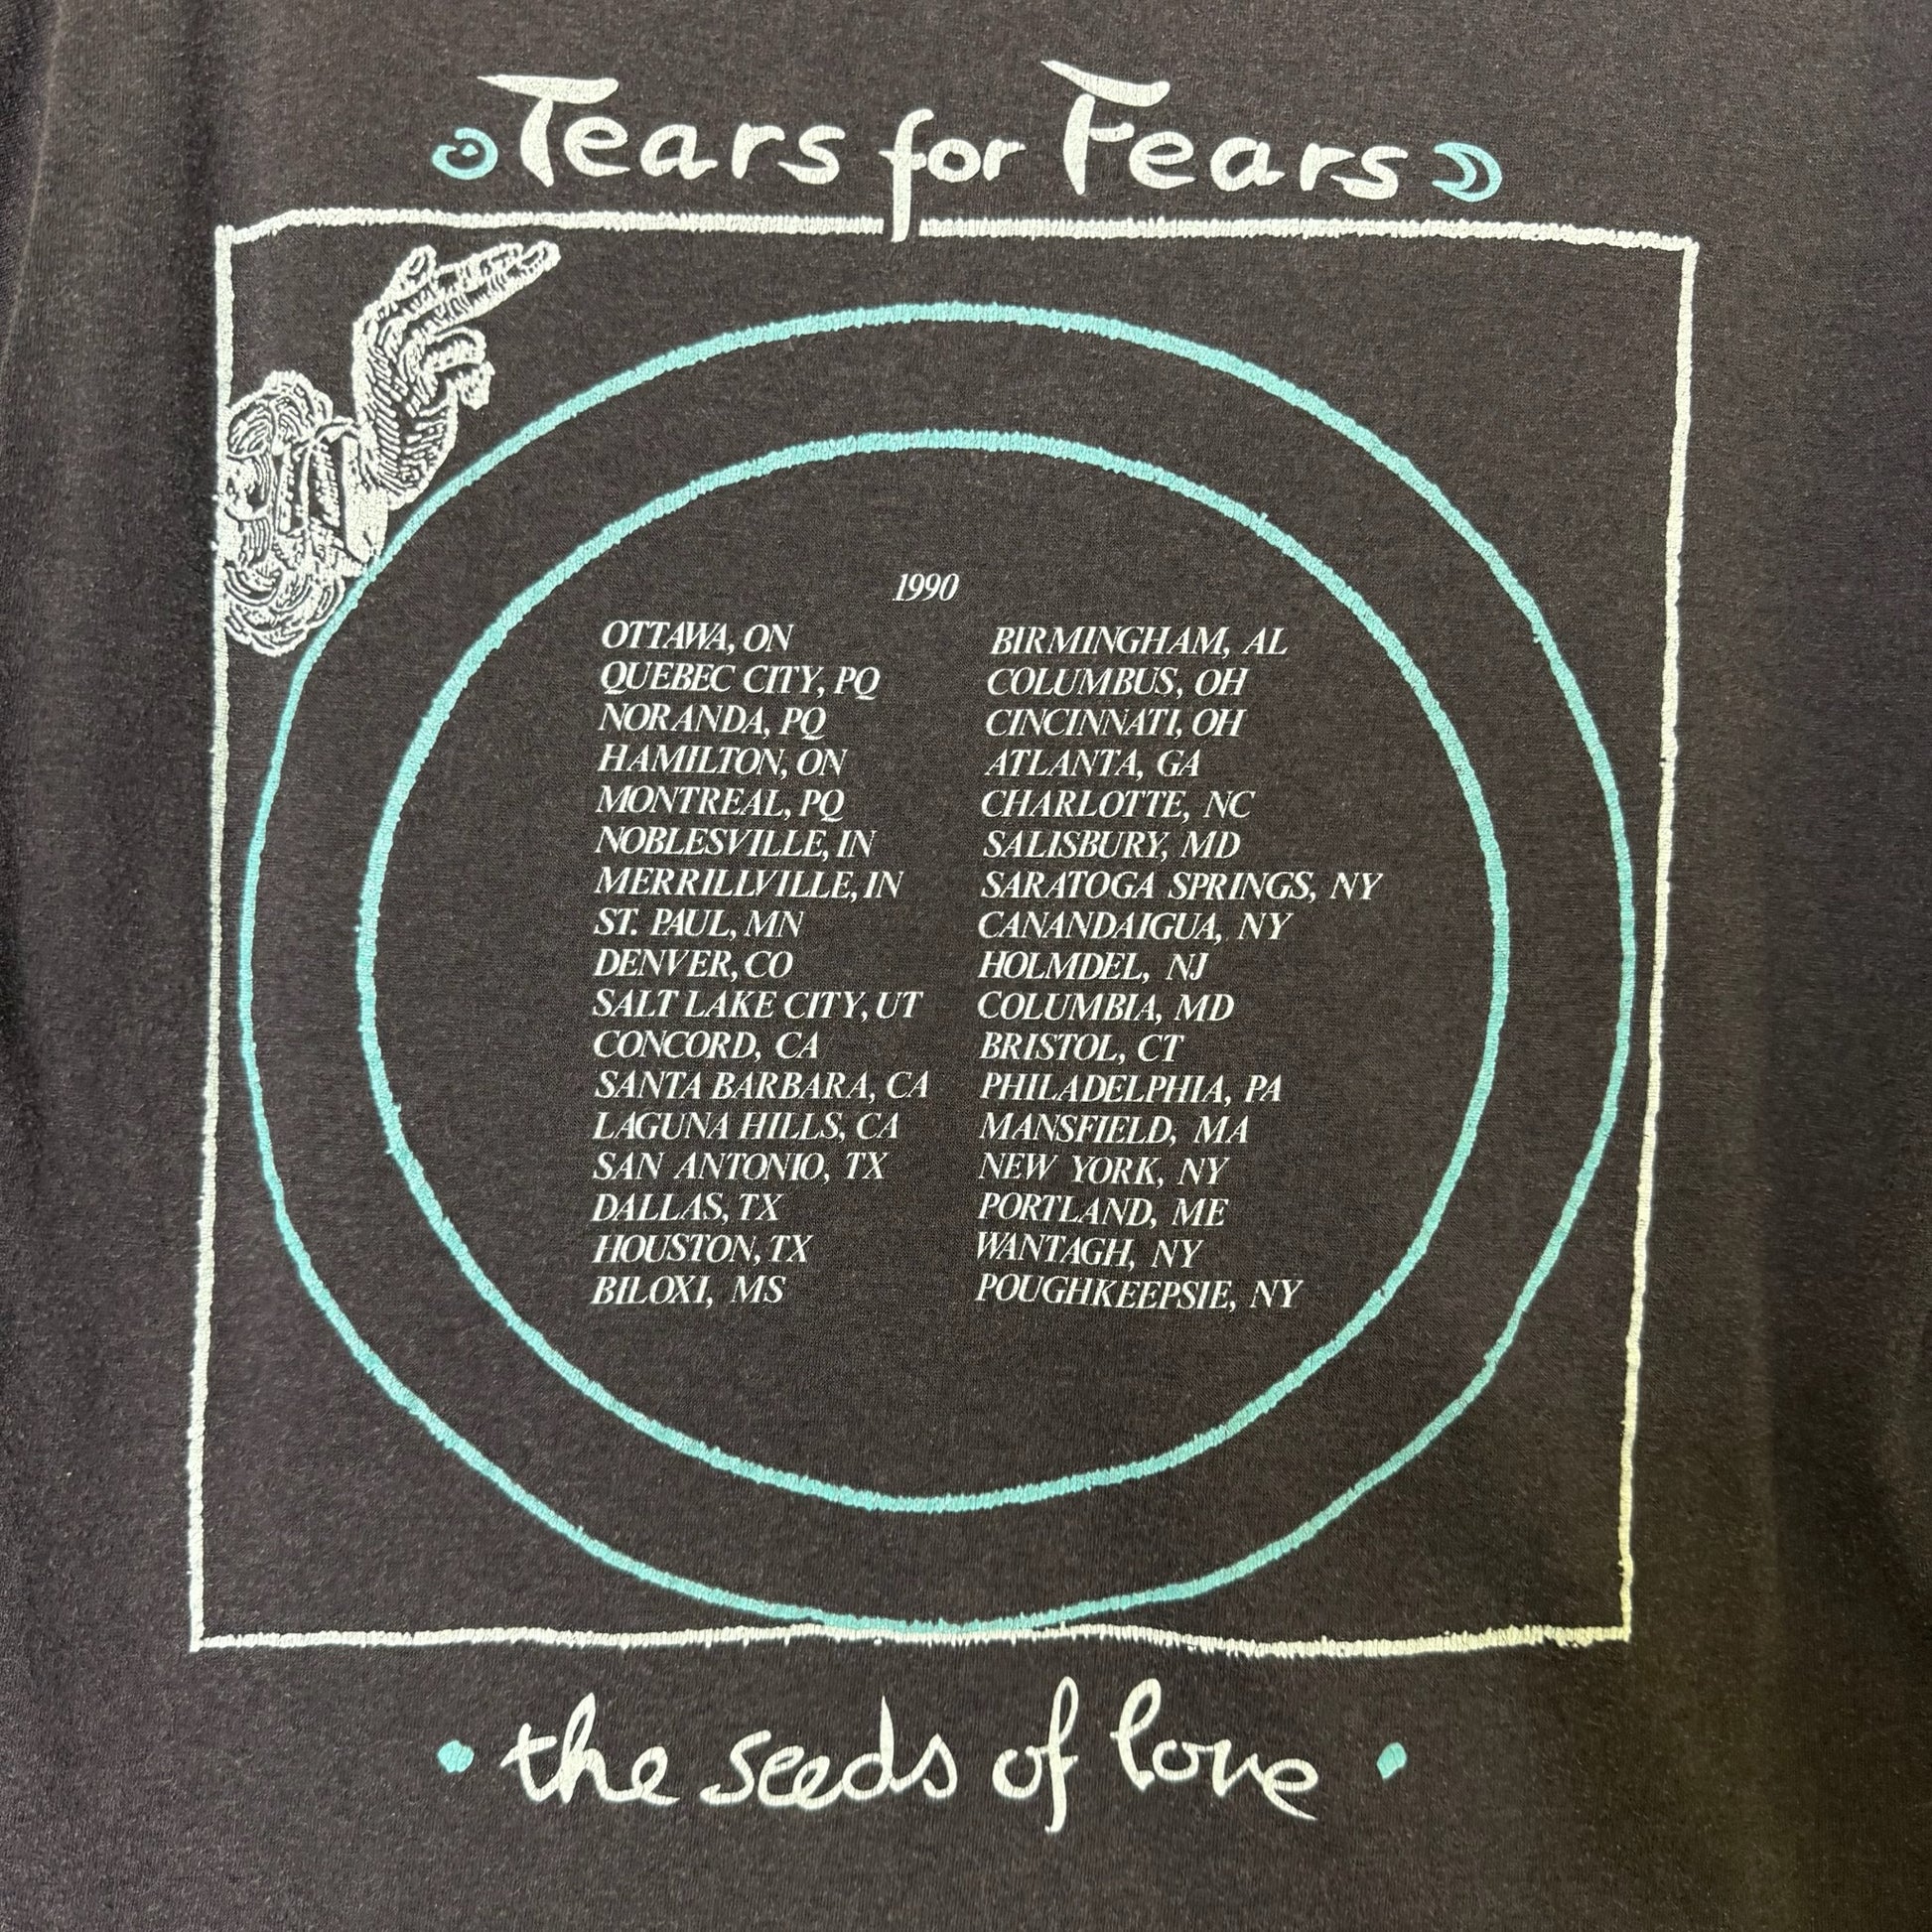 Tears for Fears
1990
OTTAWA, ON
QUEBEC CITY, PQ
NORANDA, PQ
HAMILTON, ON
MONTREAL, PQ
NOBLESVILLE, IN
MERRILLVILLE, IN
ST. PAUL, MN
DENVER, CO
SALT LAKE CITY, UT
CONCORD, CA
SANTA BARBARA, CA
LAGUNA HILLS, CA
SAN ANTONIO, TX
DALLAS, TX
HOUSTON, TX
BILOXI, MS
BIRMINGHAM, AL
COLUMBUS, OH
CINCINNATI, OH
ATLANTA, GA
CHARLOTTE, NC
SALISBURY, MD
SARATOGA SPRINGS, NY
CANANDAIGUA, NY
HOLMDEL, NJ
COLUMBIA, MD
BRISTOL, CT
PHILADELPHIA, PA
MANSFIELD, MA
NEW YORK, NY
PORTLAND, ME
WANTAGH, NY
POUGHKEEPSIE, NY
the seeds of love